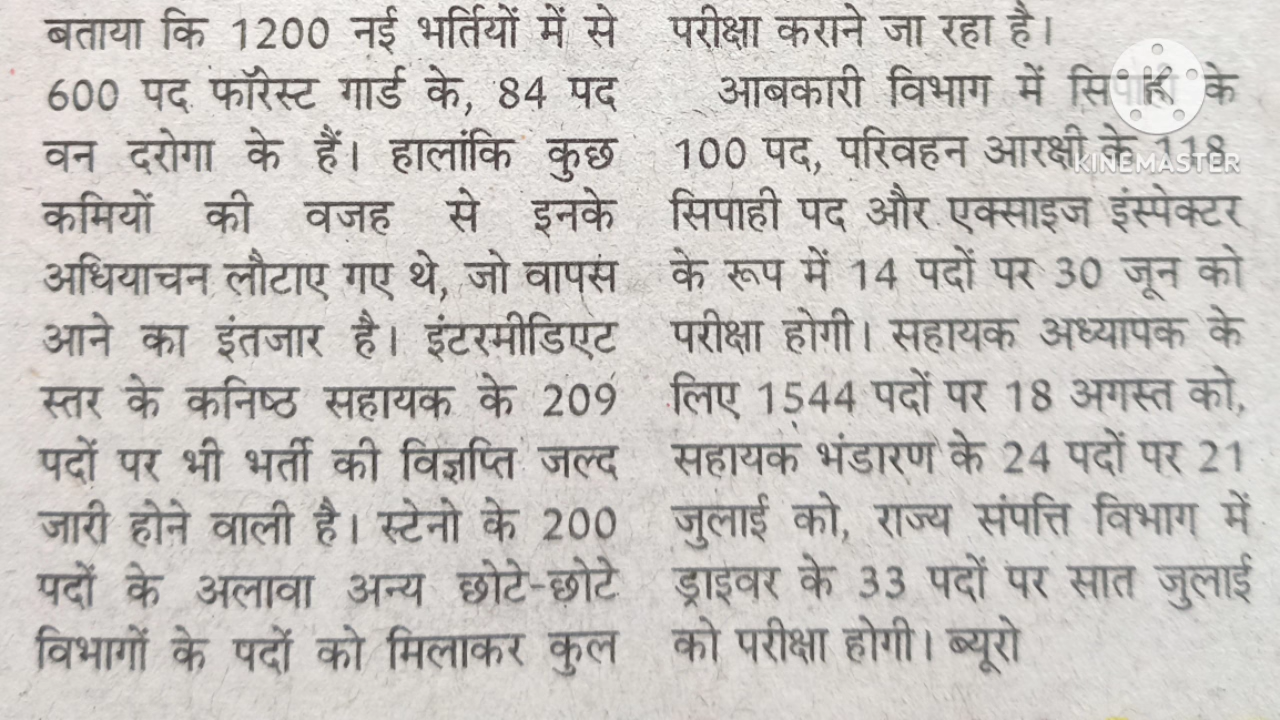 बताया कि 1200 नई भर्तियों में से
600 पद फॉरेस्ट गार्ड के, 84 पद
वन दरोगा के हैं। हालांकि कुछ
कमियों की वजह से इनके
अधियाचन लौटाए गए थे, जो वापस
आने का इंतजार है। इंटरमीडिएट
स्तर के कनिष्ठ सहायक के 209
पदों पर भी भर्ती की विज्ञप्ति जल्द
जारी होने वाली है। स्टेनो के 200
पदों के अलावा अन्य छोटे-छोटे
विभागों के पदों को मिलाकर कुल
परीक्षा कराने जा रहा है।
आबकारी विभाग में सिपाही के
100 पद, परिवहन आरक्षी के 118
सिपाही पद और एक्साइज इंस्पेक्टर
के रूप में 14 पदों पर 30 जून को
परीक्षा होगी। सहायक अध्यापक के
लिए 1544 पदों पर 18 अगस्त को,
सहायक भंडारण के 24 पदों पर 21
जुलाई को, राज्य संपत्ति विभाग में
ड्राइवर के 33 पदों पर सात जुलाई
को परीक्षा होगी। ब्यूरो
K
KINEMASTER